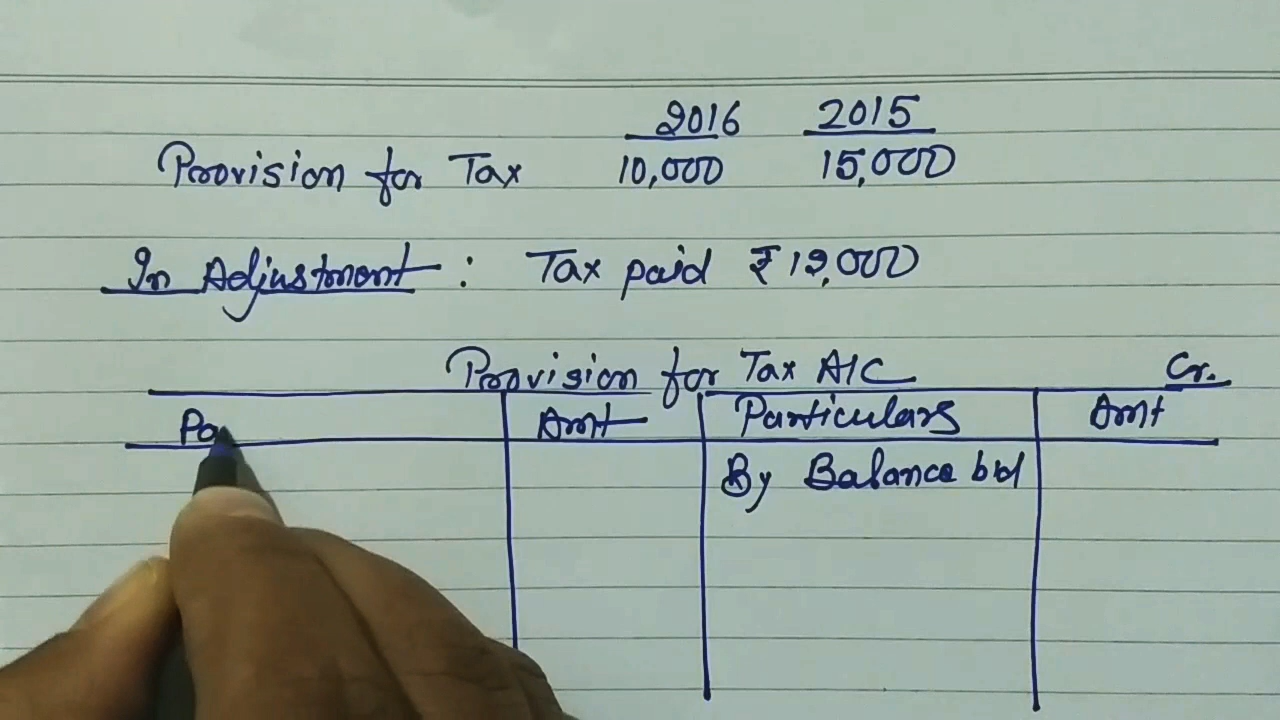 2016 2015
Provision for Tax 10,000 15,000
In Adjustment : Tax paid ₹12,000
Provision for Tax A/C Cr.
Pa Amt Particulars Amt
By Balance b/d